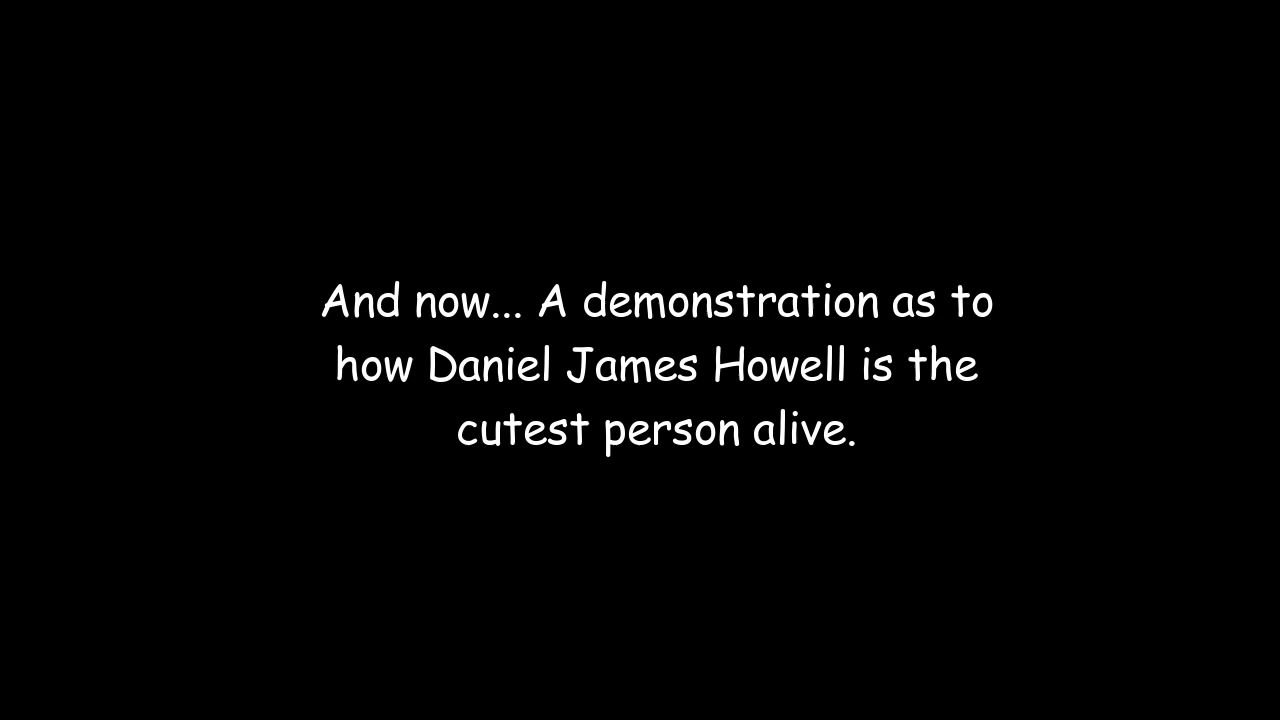 And now... A demonstration as to
how Daniel James Howell is the
cutest person alive.